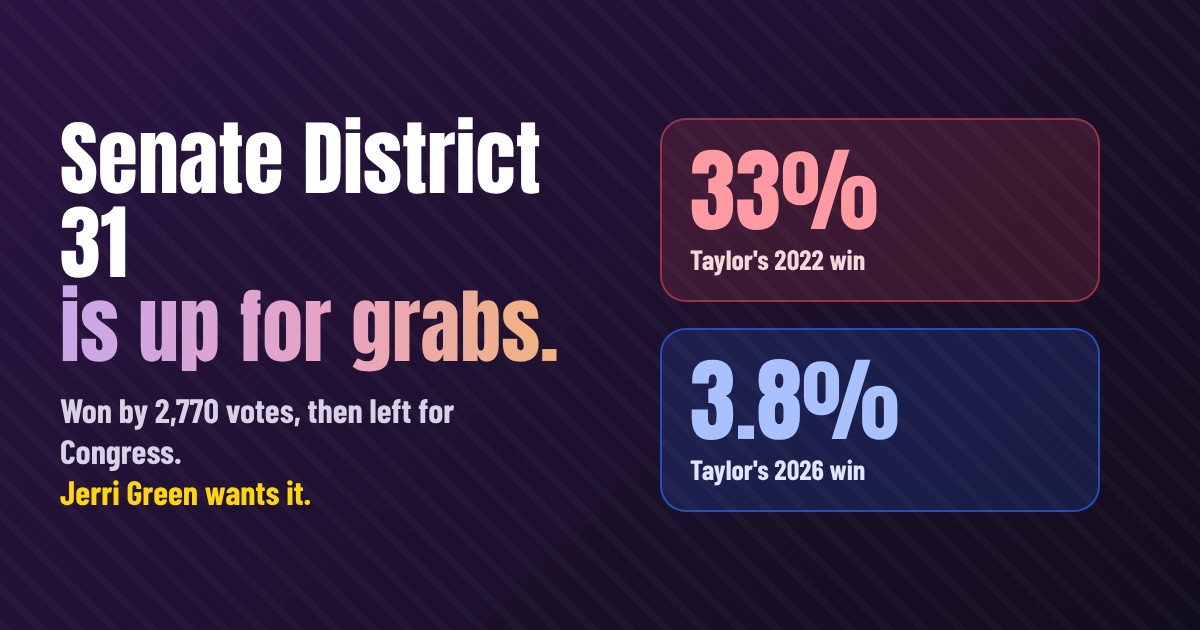 Senate District
31
is up for grabs.
Won by 2,770 votes, then left for
Congress.
Jerri Green wants it.
33%
Taylor's 2022 win
3.8%
Taylor's 2026 win